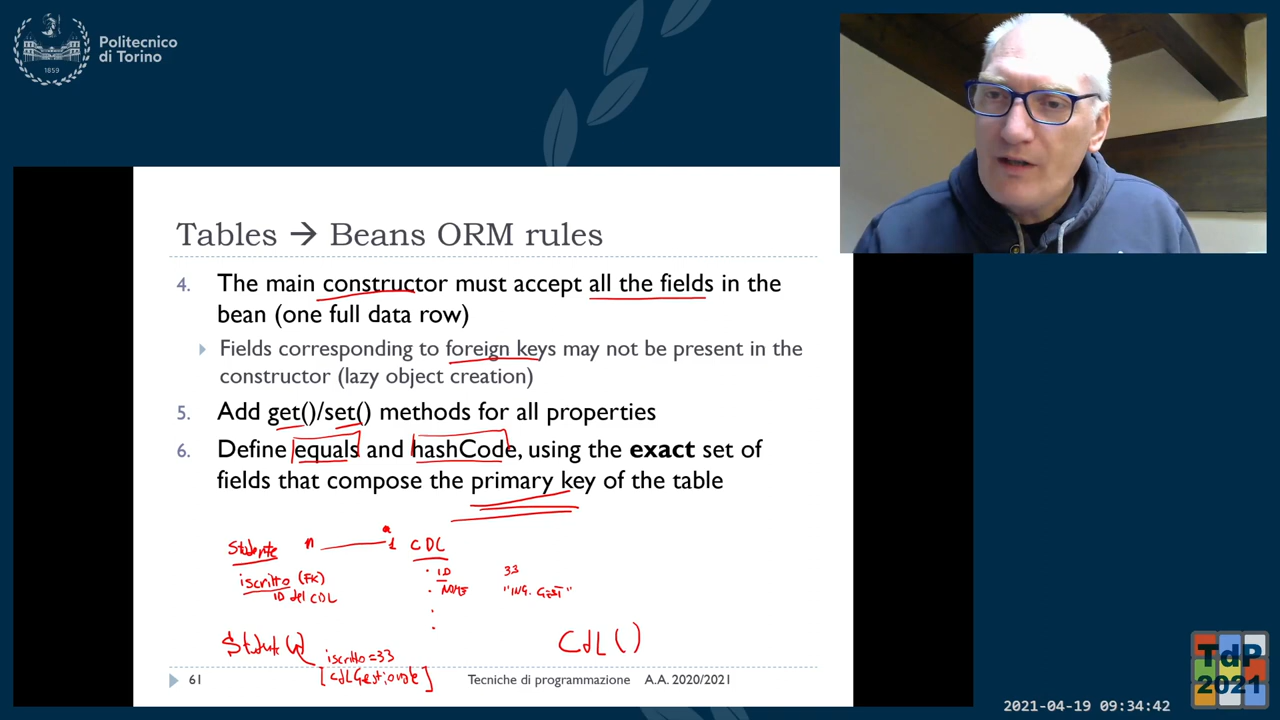 Politecnico
di Torino
1859
Tables → Beans ORM rules
4. The main constructor must accept all the fields in the
bean (one full data row)
Fields corresponding to foreign keys may not be present in the
constructor (lazy object creation)
5. Add get()/set() methods for all properties
6. Define equals and hashCode, using the exact set of
fields that compose the primary key of the table
Studente n 1 CDL
iscritto (FK)
ID del CDL
ID 33
NOME "ING. GEST"
CdL()
iscritto=33
[CdLGestionale]
61 Tecniche di programmazione A.A. 2020/2021
TdP
2021
2021-04-19 09:34:42